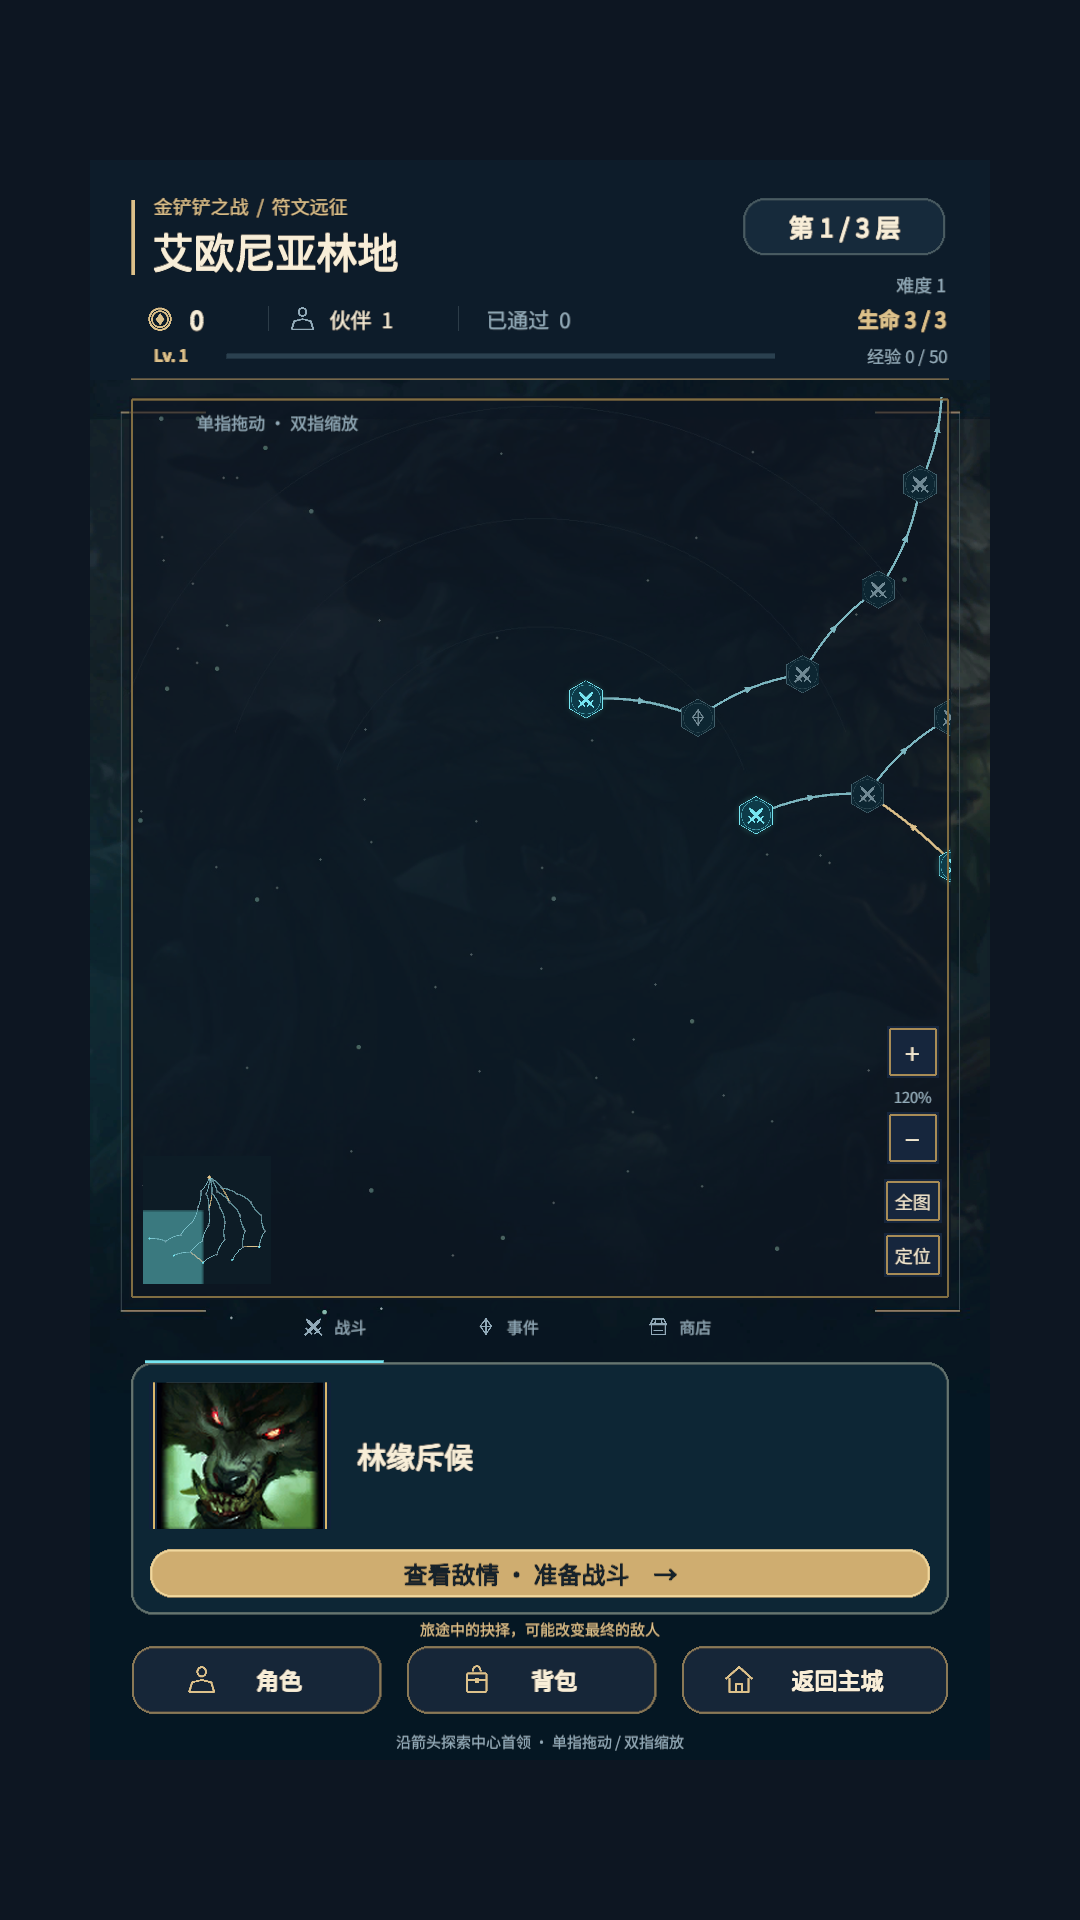 金铲铲之战 / 符文远征
艾欧尼亚林地
第 1 / 3 层
难度 1
0
伙伴 1
已通过 0
生命 3 / 3
Lv. 1
经验 0 / 50
单指拖动 · 双指缩放
+
120%
−
全图
定位
战斗
事件
商店
林缘斥候
查看敌情 · 准备战斗 →
旅途中的抉择，可能改变最终的敌人
角色
背包
返回主城
沿箭头探索中心首领 · 单指拖动 / 双指缩放